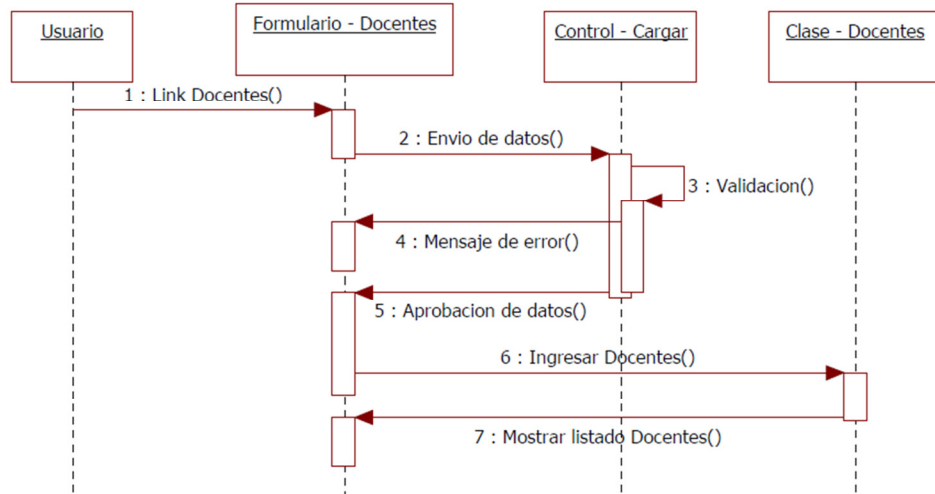 Usuario
Formulario - Docentes
Control - Cargar
Clase - Docentes
1 : Link Docentes()
2 : Envio de datos()
3 : Validacion()
4 : Mensaje de error()
5 : Aprobacion de datos()
6 : Ingresar Docentes()
7 : Mostrar listado Docentes()